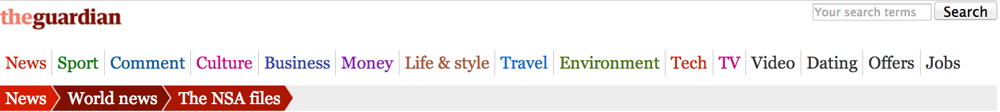 theguardian
Your search terms Search
News Sport Comment Culture Business Money Life & style Travel Environment Tech TV Video Dating Offers Jobs
News World news The NSA files